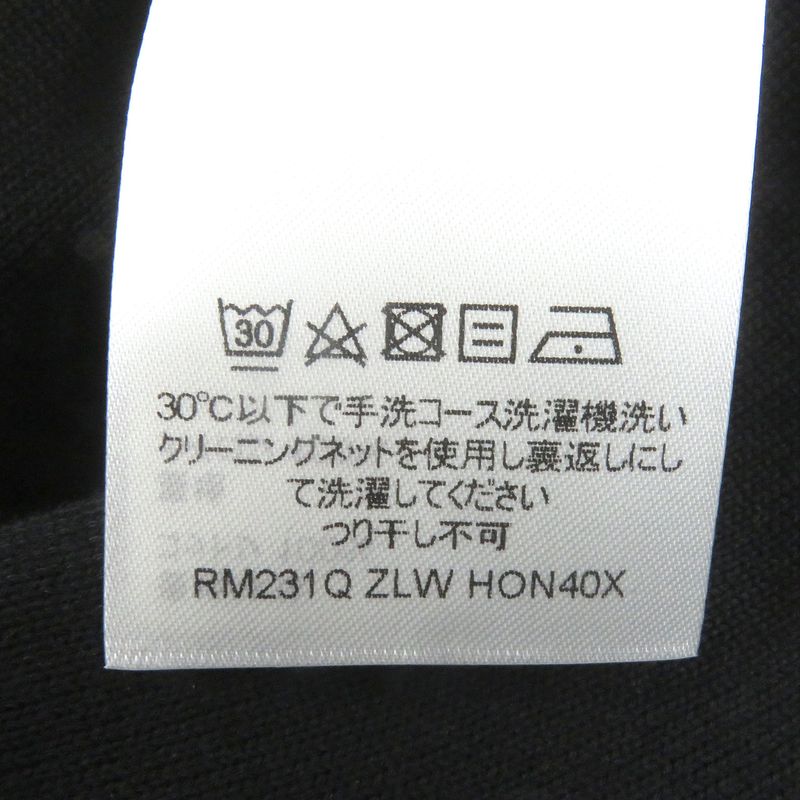 30
30℃以下で手洗コース洗濯機洗い
クリーニングネットを使用し裏返しにし
て洗濯してください
つり干し不可
RM231Q ZLW HON40X